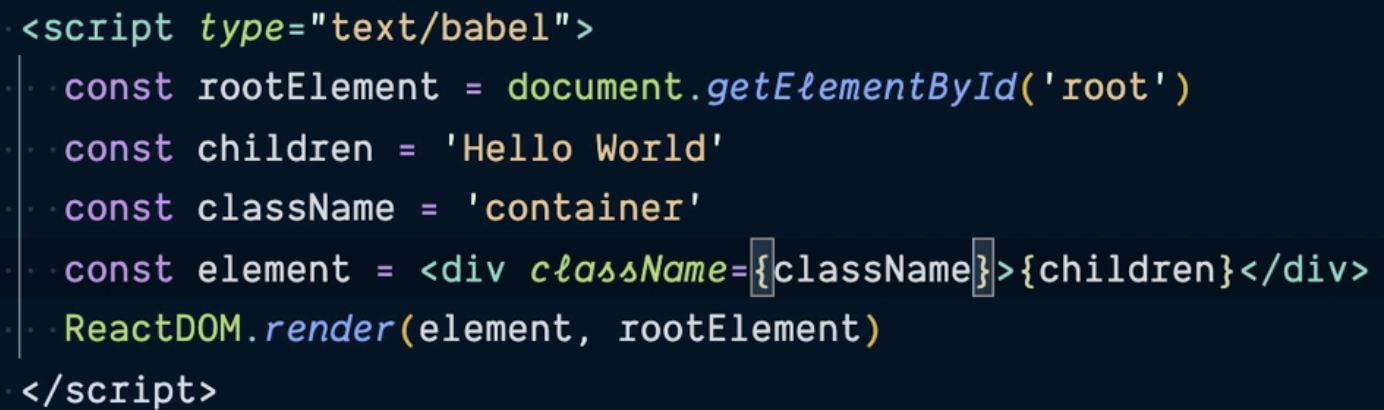 <script type="text/babel">
const rootElement = document.getElementById('root')
const children = 'Hello World'
const className = 'container'
const element = <div className={className}>{children}</div>
ReactDOM.render(element, rootElement)
</script>